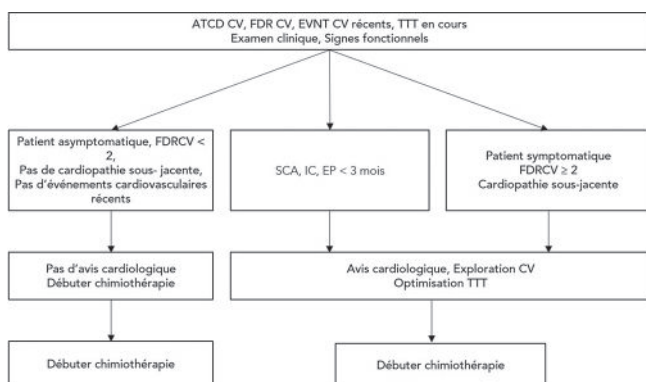 ATCD CV, FDR CV, EVNT CV récents, TTT en cours
Examen clinique, Signes fonctionnels
Patient asymptomatique, FDRCV <
2,
Pas de cardiopathie sous- jacente,
Pas d'événements cardiovasculaires
récents
SCA, IC, EP < 3 mois
Patient symptomatique
FDRCV ≥ 2
Cardiopathie sous-jacente
Pas d'avis cardiologique
Débuter chimiothérapie
Avis cardiologique, Exploration CV
Optimisation TTT
Débuter chimiothérapie
Débuter chimiothérapie